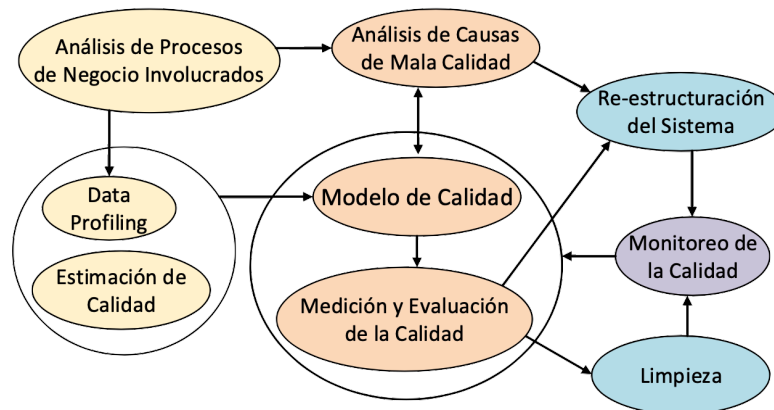 Análisis de Procesos
de Negocio Involucrados
Análisis de Causas
de Mala Calidad
Re-estructuración
del Sistema
Data
Profiling
Estimación de
Calidad
Modelo de Calidad
Medición y Evaluación
de la Calidad
Monitoreo de
la Calidad
Limpieza